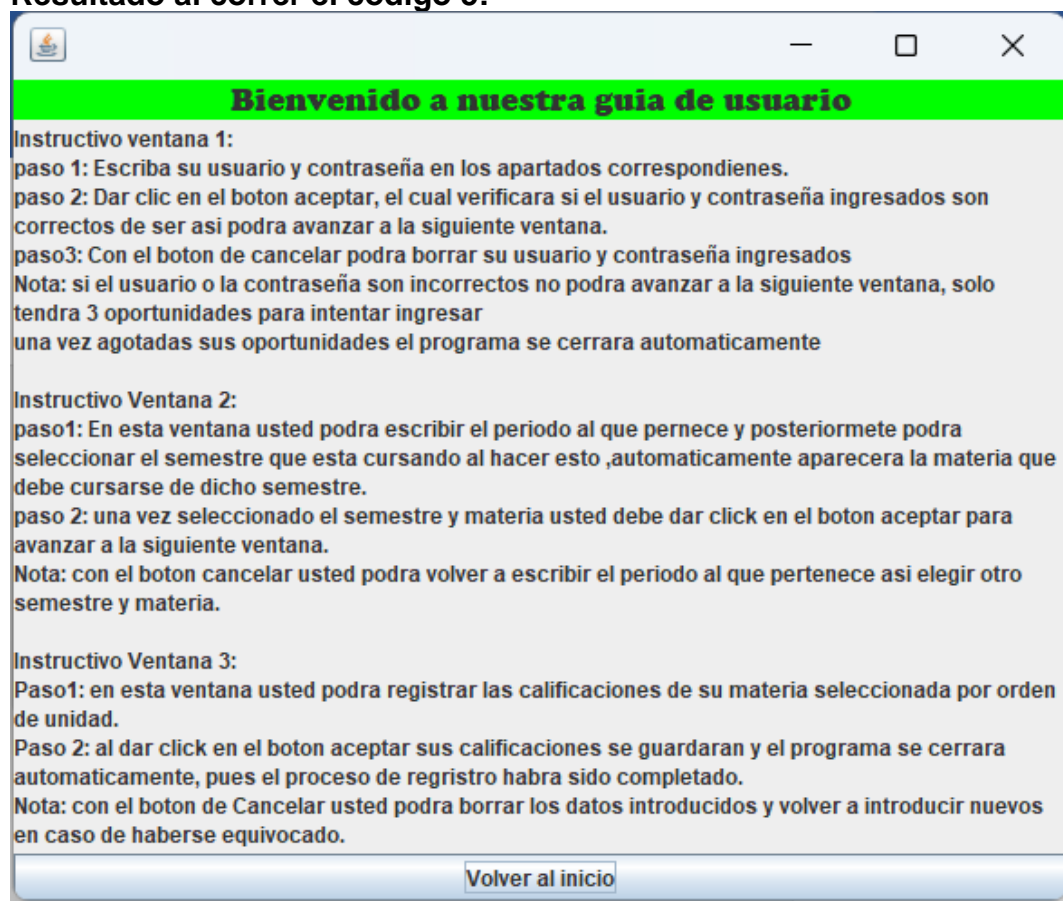 Resultado al correr el codigo 5:
Bienvenido a nuestra guia de usuario
Instructivo ventana 1:
paso 1: Escriba su usuario y contraseña en los apartados correspondienes.
paso 2: Dar clic en el boton aceptar, el cual verificara si el usuario y contraseña ingresados son
correctos de ser asi podra avanzar a la siguiente ventana.
paso3: Con el boton de cancelar podra borrar su usuario y contraseña ingresados
Nota: si el usuario o la contraseña son incorrectos no podra avanzar a la siguiente ventana, solo
tendra 3 oportunidades para intentar ingresar
una vez agotadas sus oportunidades el programa se cerrara automaticamente
Instructivo Ventana 2:
paso1: En esta ventana usted podra escribir el periodo al que pernece y posteriormete podra
seleccionar el semestre que esta cursando al hacer esto ,automaticamente aparecera la materia que
debe cursarse de dicho semestre.
paso 2: una vez seleccionado el semestre y materia usted debe dar click en el boton aceptar para
avanzar a la siguiente ventana.
Nota: con el boton cancelar usted podra volver a escribir el periodo al que pertenece asi elegir otro
semestre y materia.
Instructivo Ventana 3:
Paso1: en esta ventana usted podra registrar las calificaciones de su materia seleccionada por orden
de unidad.
Paso 2: al dar click en el boton aceptar sus calificaciones se guardaran y el programa se cerrara
automaticamente, pues el proceso de regristro habra sido completado.
Nota: con el boton de Cancelar usted podra borrar los datos introducidos y volver a introducir nuevos
en caso de haberse equivocado.
Volver al inicio